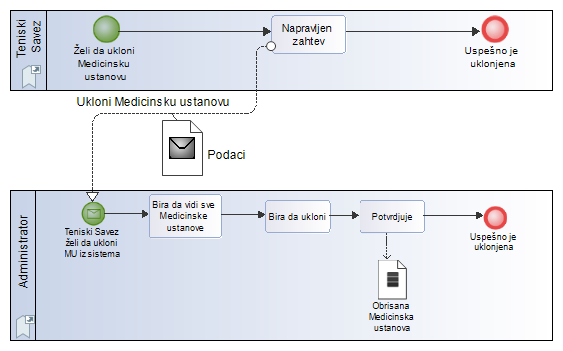 Teniski
Savez
Želi da ukloni
Medicinsku
ustanovu
Napravljen
zahtev
Uspešno je
uklonjena
Ukloni Medicinsku ustanovu
Podaci
Administrator
Teniski Savez
želi da ukloni
MU iz sistema
Bira da vidi sve
Medicinske
ustanove
Bira da ukloni
Potvrdjuje
Uspešno je
uklonjena
Obrisana
Medicinska
ustanova